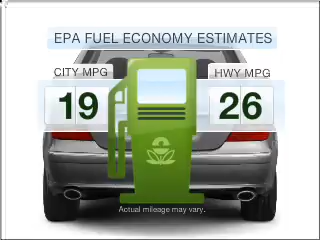 EPA FUEL ECONOMY ESTIMATES
CITY MPG
HWY MPG
19
26
Actual mileage may vary.